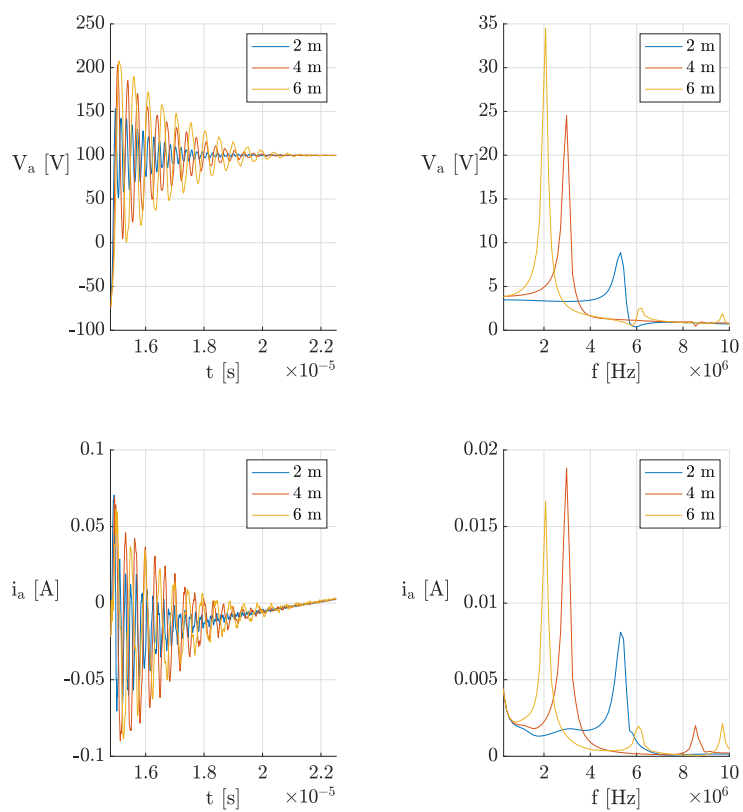 250
200
150
100
50
0
-50
-100
V_a [V]
2 m
4 m
6 m
1.6 1.8 2 2.2
t [s] ×10⁻⁵
35
30
25
20
15
10
5
0
V_a [V]
2 m
4 m
6 m
2 4 6 8 10
f [Hz] ×10⁶
0.1
0.05
0
-0.05
-0.1
i_a [A]
2 m
4 m
6 m
1.6 1.8 2 2.2
t [s] ×10⁻⁵
0.02
0.015
0.01
0.005
0
i_a [A]
2 m
4 m
6 m
2 4 6 8 10
f [Hz] ×10⁶